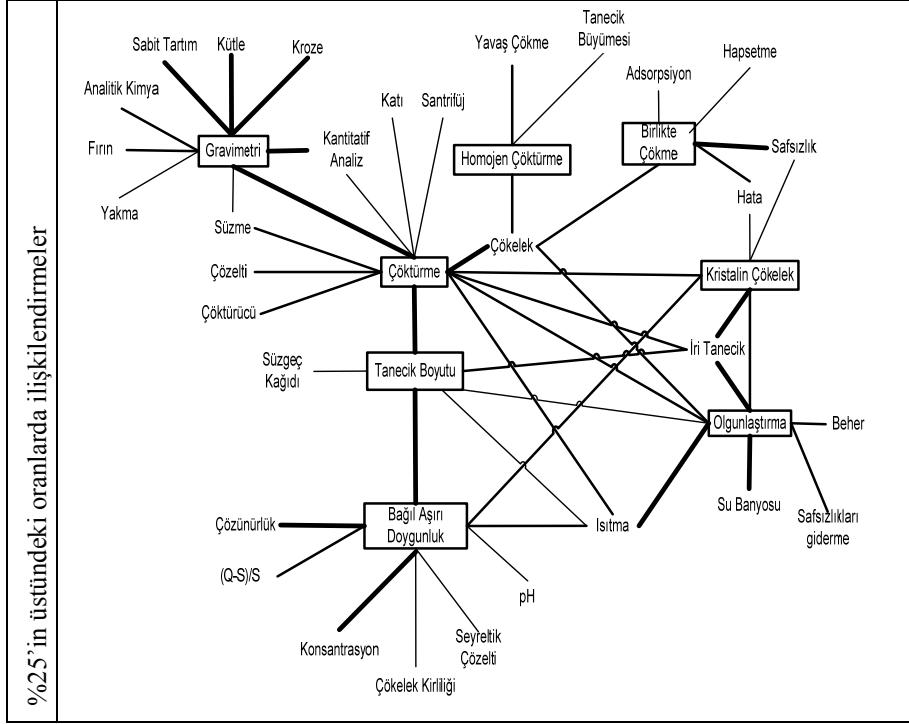 %25'in üstündeki oranlarda ilişkilendirmeler
Sabit Tartım
Kütle
Kroze
Analitik Kimya
Fırın
Yakma
Gravimetri
Süzme
Kantitatif
Analiz
Katı
Santrifüj
Yavaş Çökme
Tanecik
Büyümesi
Homojen Çöktürme
Adsorpsiyon
Hapsetme
Birlikte
Çökme
Safsızlık
Hata
Çökelek
Çözelti
Çöktürücü
Çöktürme
Kristalin Çökelek
İri Tanecik
Süzgeç
Kağıdı
Tanecik Boyutu
Olgunlaştırma
Beher
Su Banyosu
Safsızlıkları
giderme
Çözünürlük
(Q-S)/S
Bağıl Aşırı
Doygunluk
Isıtma
pH
Konsantrasyon
Seyreltik
Çözelti
Çökelek Kirliliği